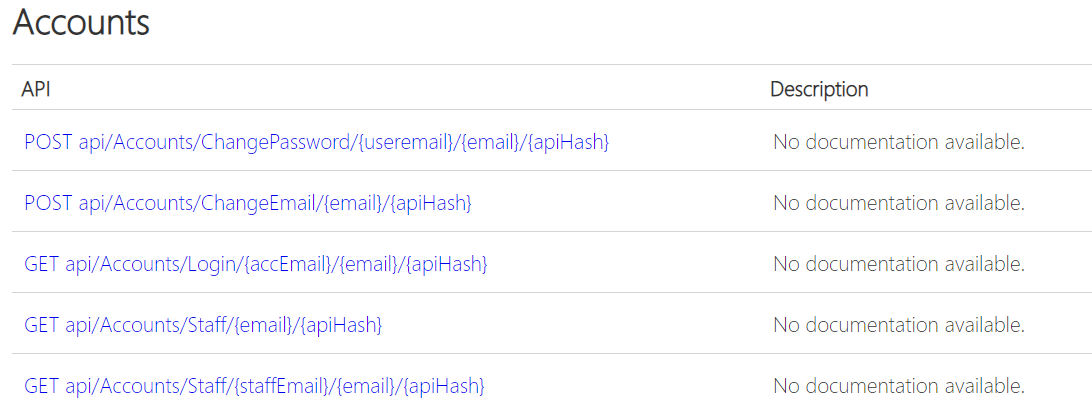 Accounts
API Description
POST api/Accounts/ChangePassword/{useremail}/{email}/{apiHash} No documentation available.
POST api/Accounts/ChangeEmail/{email}/{apiHash} No documentation available.
GET api/Accounts/Login/{accEmail}/{email}/{apiHash} No documentation available.
GET api/Accounts/Staff/{email}/{apiHash} No documentation available.
GET api/Accounts/Staff/{staffEmail}/{email}/{apiHash} No documentation available.